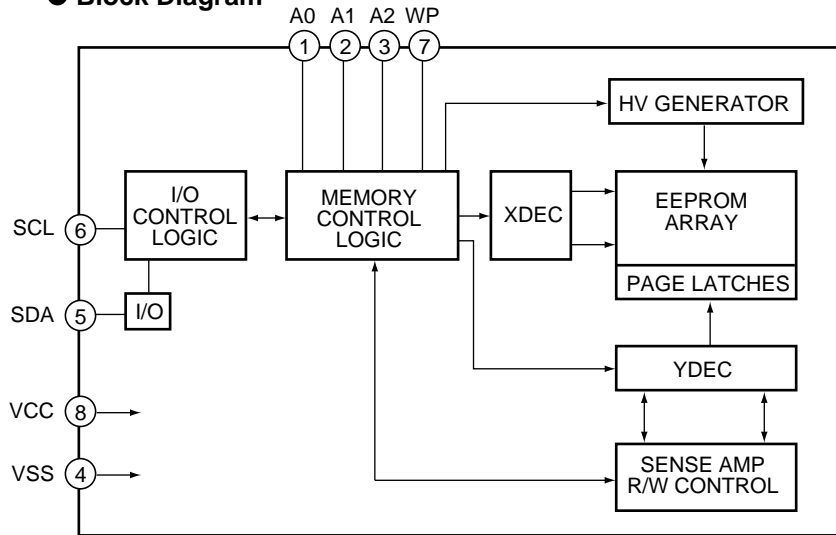 ● Block Diagram
A0 A1 A2 WP
1 2 3 7
HV GENERATOR
I/O
CONTROL
LOGIC
MEMORY
CONTROL
LOGIC
XDEC
EEPROM
ARRAY
PAGE LATCHES
SCL 6
SDA 5
I/O
YDEC
VCC 8
VSS 4
SENSE AMP
R/W CONTROL